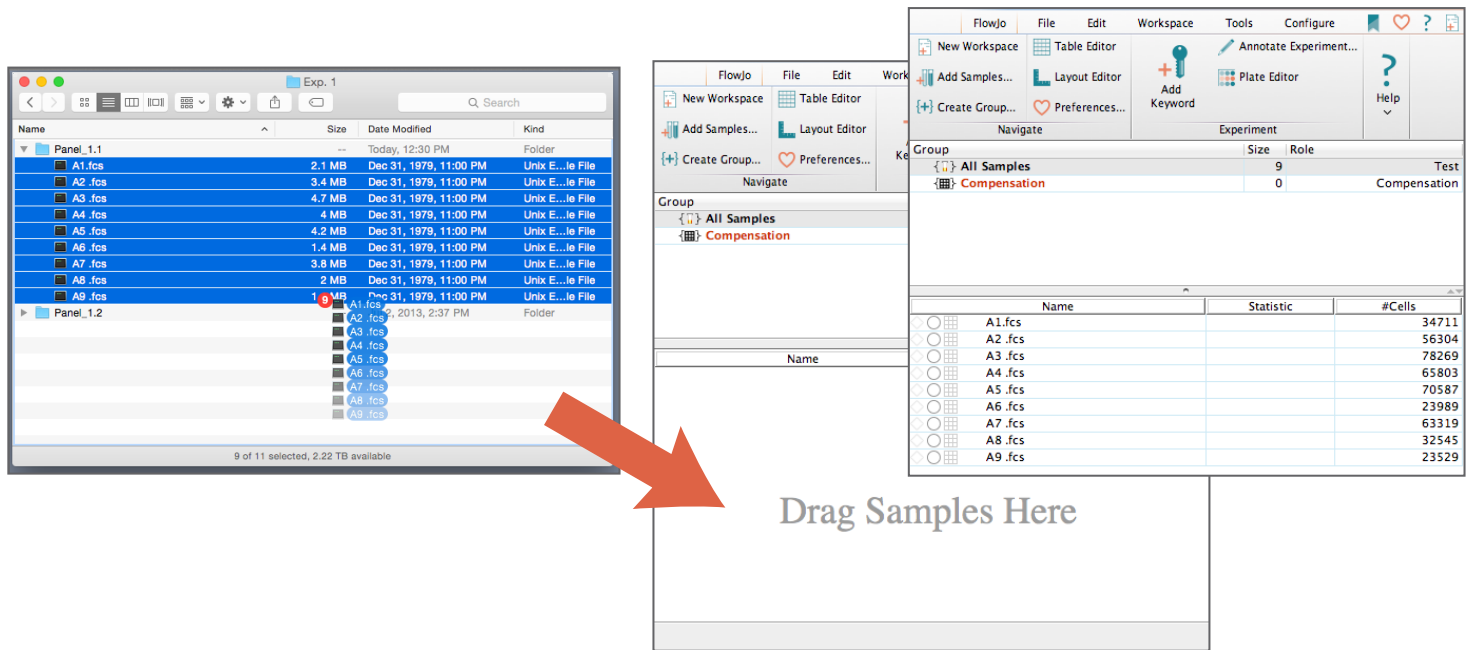 Exp. 1
Search
Name Size Date Modified Kind
Panel_1.1 -- Today, 12:30 PM Folder
A1.fcs 2.1 MB Dec 31, 1979, 11:00 PM Unix E...le File
A2 .fcs 3.4 MB Dec 31, 1979, 11:00 PM Unix E...le File
A3 .fcs 4.7 MB Dec 31, 1979, 11:00 PM Unix E...le File
A4 .fcs 4 MB Dec 31, 1979, 11:00 PM Unix E...le File
A5 .fcs 4.2 MB Dec 31, 1979, 11:00 PM Unix E...le File
A6 .fcs 1.4 MB Dec 31, 1979, 11:00 PM Unix E...le File
A7 .fcs 3.8 MB Dec 31, 1979, 11:00 PM Unix E...le File
A8 .fcs 2 MB Dec 31, 1979, 11:00 PM Unix E...le File
A9 .fcs MB Dec 31, 1979, 11:00 PM Unix E...le File
Panel_1.2 2, 2013, 2:37 PM Folder
9
A1.fcs
A2 .fcs
A3 .fcs
A4 .fcs
A5 .fcs
A6 .fcs
A7 .fcs
A8 .fcs
A9 .fcs
9 of 11 selected, 2.22 TB available
FlowJo File Edit Work
New Workspace Table Editor
Add Samples... Layout Editor
{+} Create Group... Preferences... Ke
Navigate
Group
All Samples
Compensation
Name
Drag Samples Here
FlowJo File Edit Workspace Tools Configure ?
New Workspace Table Editor Annotate Experiment...
Add Samples... Layout Editor Add Keyword Plate Editor ? Help
{+} Create Group... Preferences...
Navigate Experiment
Group Size Role
All Samples 9 Test
Compensation 0 Compensation
Name Statistic #Cells
A1.fcs 34711
A2 .fcs 56304
A3 .fcs 78269
A4 .fcs 65803
A5 .fcs 70587
A6 .fcs 23989
A7 .fcs 63319
A8 .fcs 32545
A9 .fcs 23529